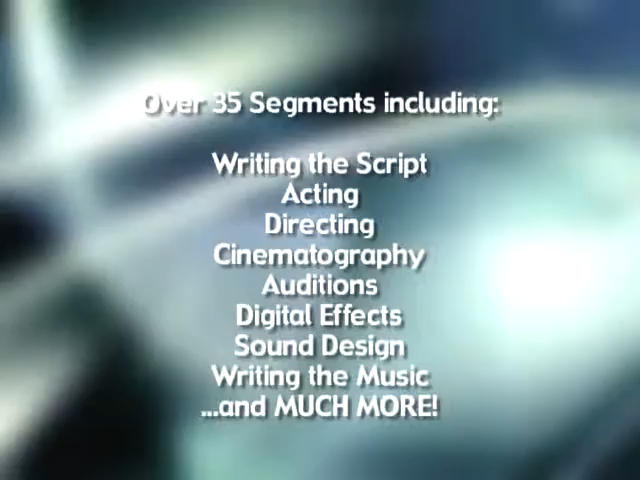 Over 35 Segments including:
Writing the Script
Acting
Directing
Cinematography
Auditions
Digital Effects
Sound Design
Writing the Music
...and MUCH MORE!